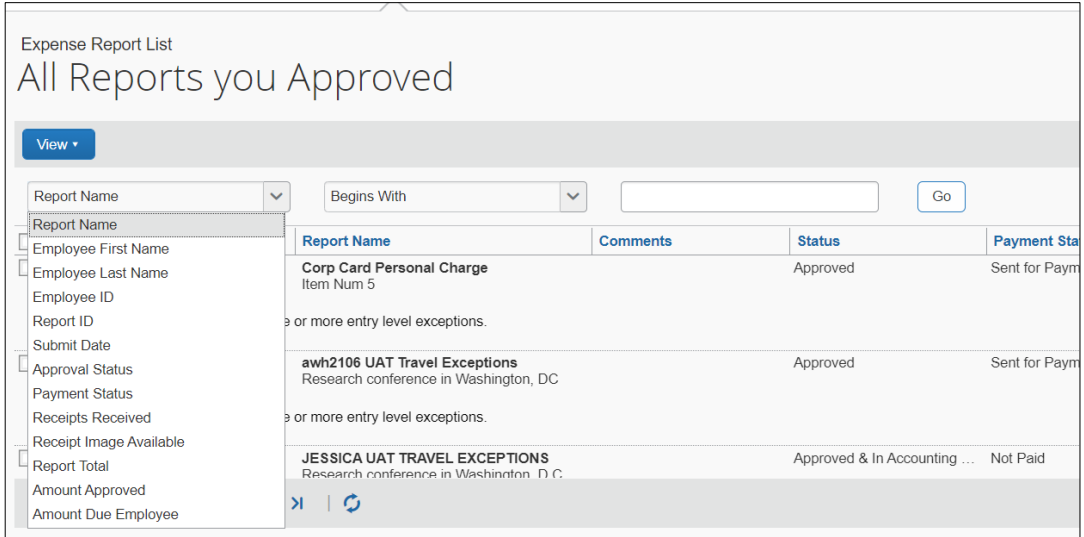 Expense Report List
All Reports you Approved
View
Report Name
Begins With
Go
Report Name
Employee First Name
Employee Last Name
Employee ID
Report ID
Submit Date
Approval Status
Payment Status
Receipts Received
Receipt Image Available
Report Total
Amount Approved
Amount Due Employee
Report Name Comments Status Payment
Corp Card Personal Charge Approved Sent for
Item Num 5
or more entry level exceptions.
awh2106 UAT Travel Exceptions Approved Sent for
Research conference in Washington, DC
or more entry level exceptions.
JESSICA UAT TRAVEL EXCEPTIONS Approved & In Accounting ... Not Paid
Research conference in Washington, D.C